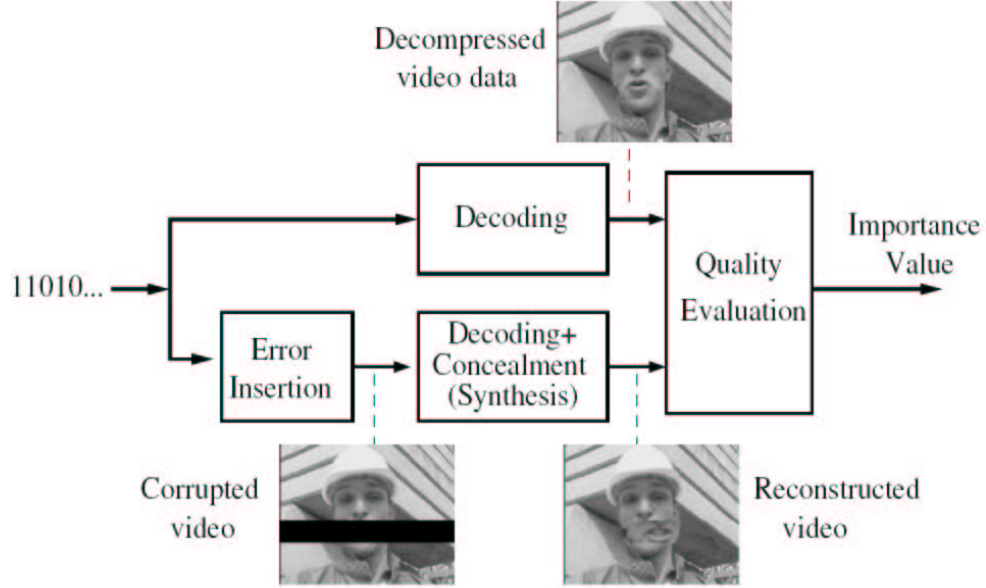 Decompressed
video data
Decoding
Importance
Value
Quality
Evaluation
11010...
Error
Insertion
Decoding+
Concealment
(Synthesis)
Corrupted
video
Reconstructed
video